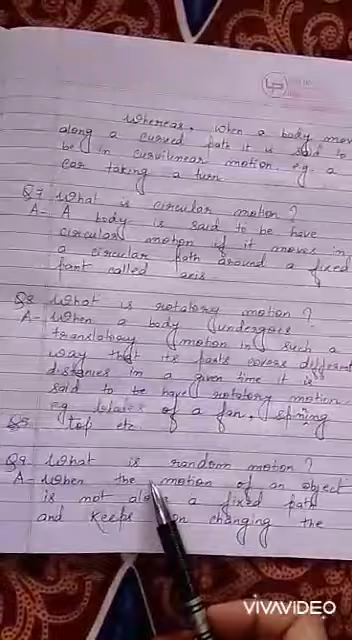 Whereas, when a body mov
along a curved path it is said to
be in curvilinear motion. eg. a
car taking a turn.
Q7 What is circular motion?
A- A body is said to be have
circular motion if it moves in
a circular path around a fixed
point called axis
Q8 What is rotatory motion?
A- When a body undergoes
translatory motion in such a
way that its parts covers different
distances in a given time it is
said to be have rotatory motion.
eg blades of a fan, spining
top etc.
Q9 What is random motion?
A- When the motion of an object
is not along a fixed path
and keeps on changing the
VIVAVIDEO